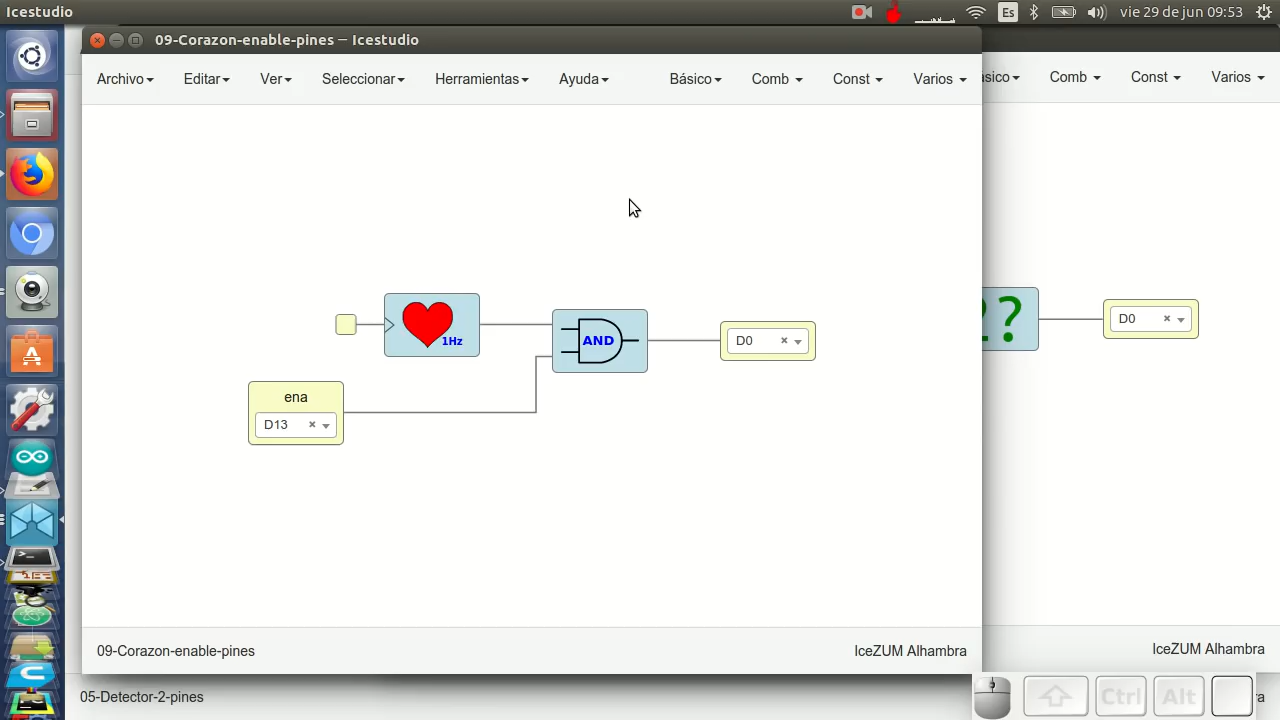 Icestudio
Es
vie 29 de jun 09:53
09-Corazon-enable-pines — Icestudio
Archivo Editar Ver Seleccionar Herramientas Ayuda Básico Comb Const Varios
Comb Const Varios
1Hz
AND
D0
ena
D13
??
D0
09-Corazon-enable-pines
IceZUM Alhambra
IceZUM Alhambra
05-Detector-2-pines
Ctrl
Alt